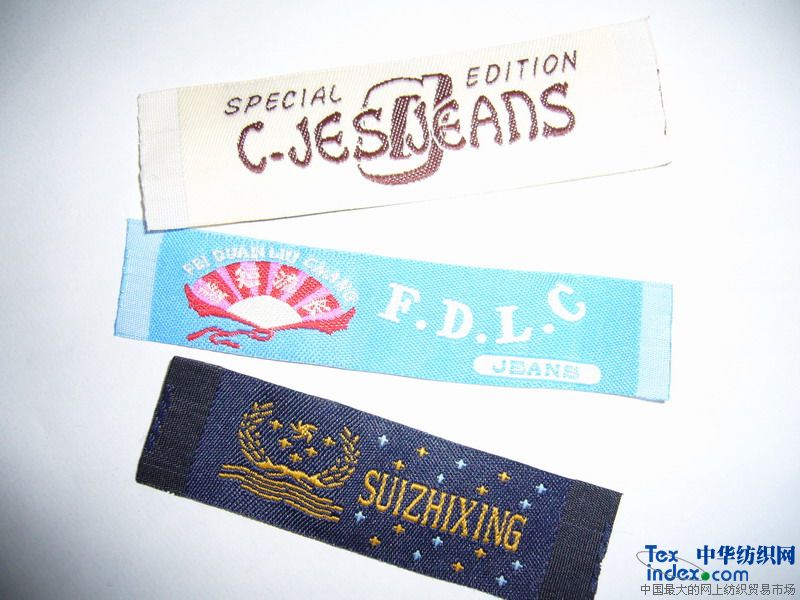 SPECIAL EDITION
C-JESJEANS
FEI DUAN LIU CHANG
F.D.L.C
JEANS
SUIZHIXING
Tex 中华纺织网
index.com
中国最大的网上纺织贸易市场